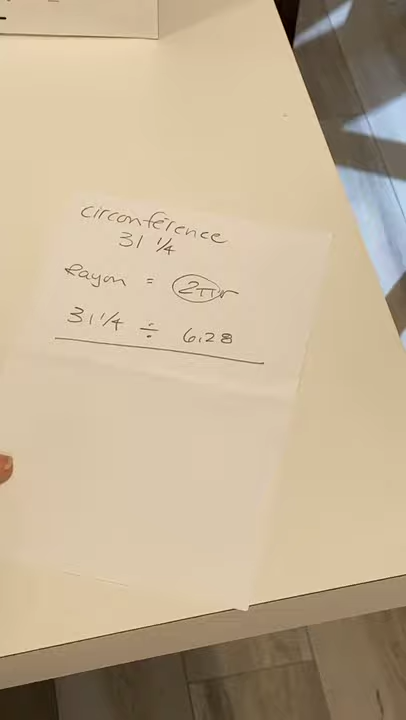 circonférence
31 1/4
Rayon = 2πr
31 1/4 ÷ 6.28